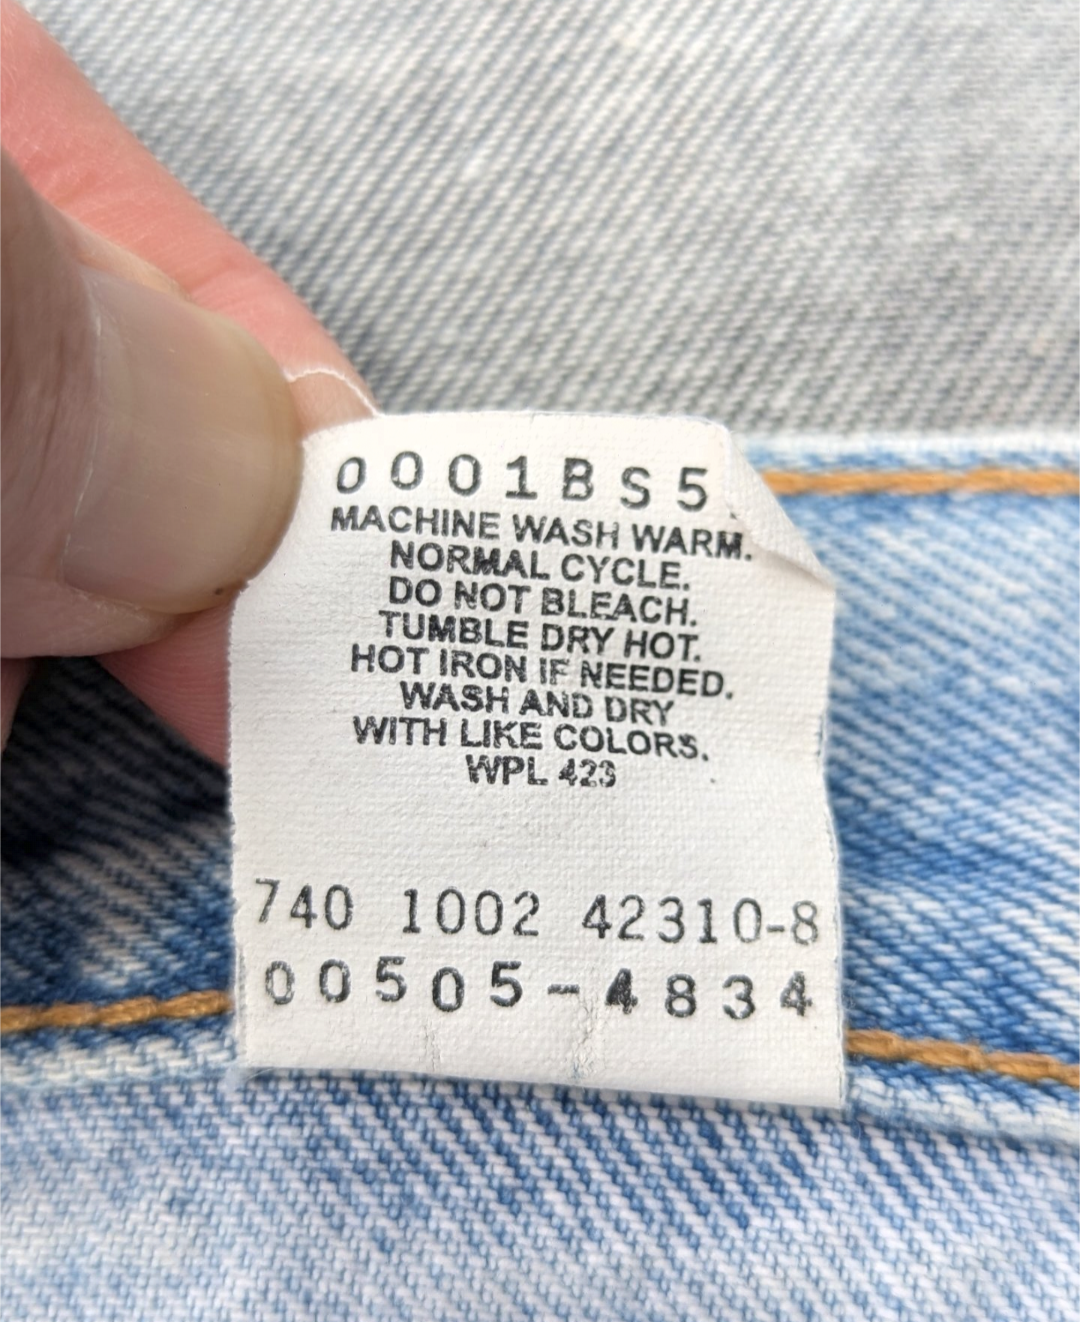 0001BS5
MACHINE WASH WARM.
NORMAL CYCLE.
DO NOT BLEACH.
TUMBLE DRY HOT.
HOT IRON IF NEEDED.
WASH AND DRY
WITH LIKE COLORS.
WPL 423
740 1002 42310-8
00505-4834